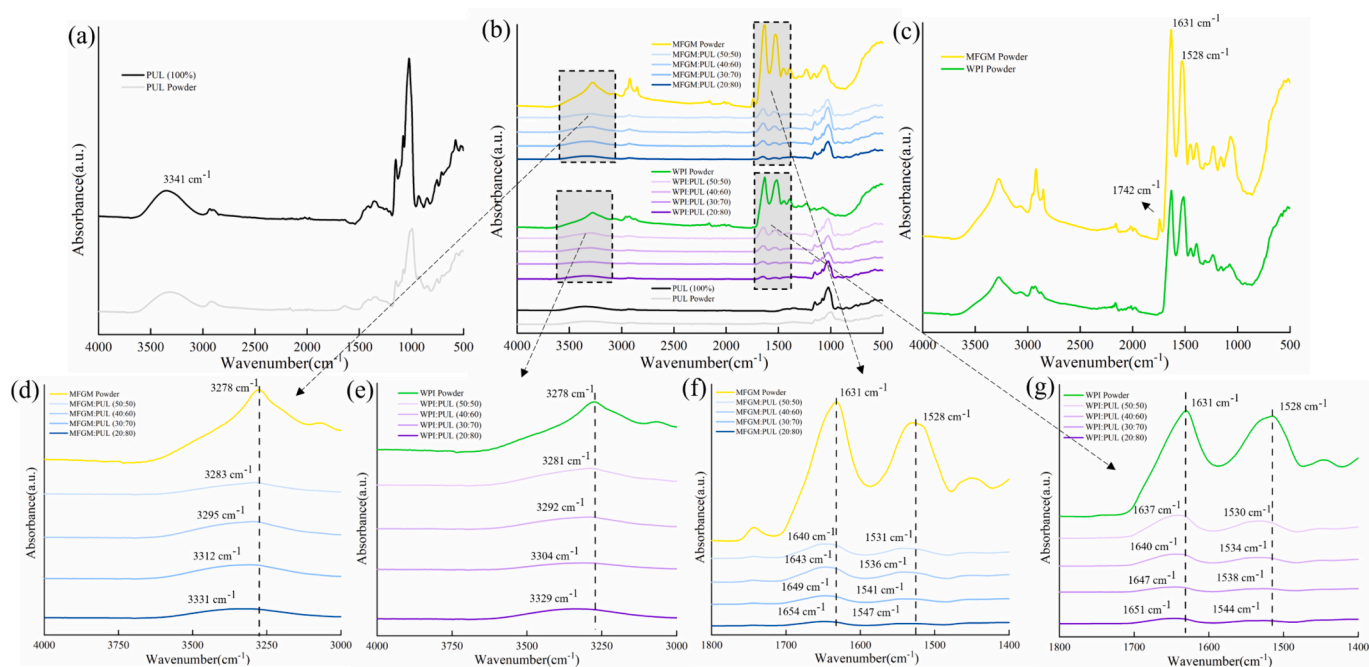 (a)
PUL (100%)
PUL Powder
3341 cm-1
Absorbance(a.u.)
4000 3500 3000 2500 2000 1500 1000 500
Wavenumber(cm-1)
(b)
MFGM Powder
MFGM:PUL (50:50)
MFGM:PUL (40:60)
MFGM:PUL (30:70)
MFGM:PUL (20:80)
WPI Powder
WPI:PUL (50:50)
WPI:PUL (40:60)
WPI:PUL (30:70)
WPI:PUL (20:80)
PUL (100%)
PUL Powder
Absorbance(a.u.)
4000 3500 3000 2500 2000 1500 1000 500
Wavenumber(cm-1)
(c)
MFGM Powder
WPI Powder
1631 cm-1
1528 cm-1
1742 cm-1
Absorbance(a.u.)
4000 3500 3000 2500 2000 1500 1000 500
Wavenumber(cm-1)
(d)
MFGM Powder
MFGM:PUL (50:50)
MFGM:PUL (40:60)
MFGM:PUL (30:70)
MFGM:PUL (20:80)
3278 cm-1
3283 cm-1
3295 cm-1
3312 cm-1
3331 cm-1
Absorbance(a.u.)
4000 3750 3500 3250 3000
Wavenumber(cm-1)
(e)
WPI Powder
WPI:PUL (50:50)
WPI:PUL (40:60)
WPI:PUL (30:70)
WPI:PUL (20:80)
3278 cm-1
3281 cm-1
3292 cm-1
3304 cm-1
3329 cm-1
Absorbance(a.u.)
4000 3750 3500 3250 3000
Wavenumber(cm-1)
(f)
MFGM Powder
MFGM:PUL (50:50)
MFGM:PUL (40:60)
MFGM:PUL (30:70)
MFGM:PUL (20:80)
1631 cm-1
1528 cm-1
1640 cm-1 1531 cm-1
1643 cm-1 1536 cm-1
1649 cm-1 1541 cm-1
1654 cm-1 1547 cm-1
Absorbance(a.u.)
1800 1700 1600 1500 1400
Wavenumber(cm-1)
(g)
WPI Powder
WPI:PUL (50:50)
WPI:PUL (40:60)
WPI:PUL (30:70)
WPI:PUL (20:80)
1631 cm-1 1528 cm-1
1637 cm-1 1530 cm-1
1640 cm-1 1534 cm-1
1647 cm-1 1538 cm-1
1651 cm-1 1544 cm-1
Absorbance(a.u.)
1800 1700 1600 1500 1400
Wavenumber(cm-1)